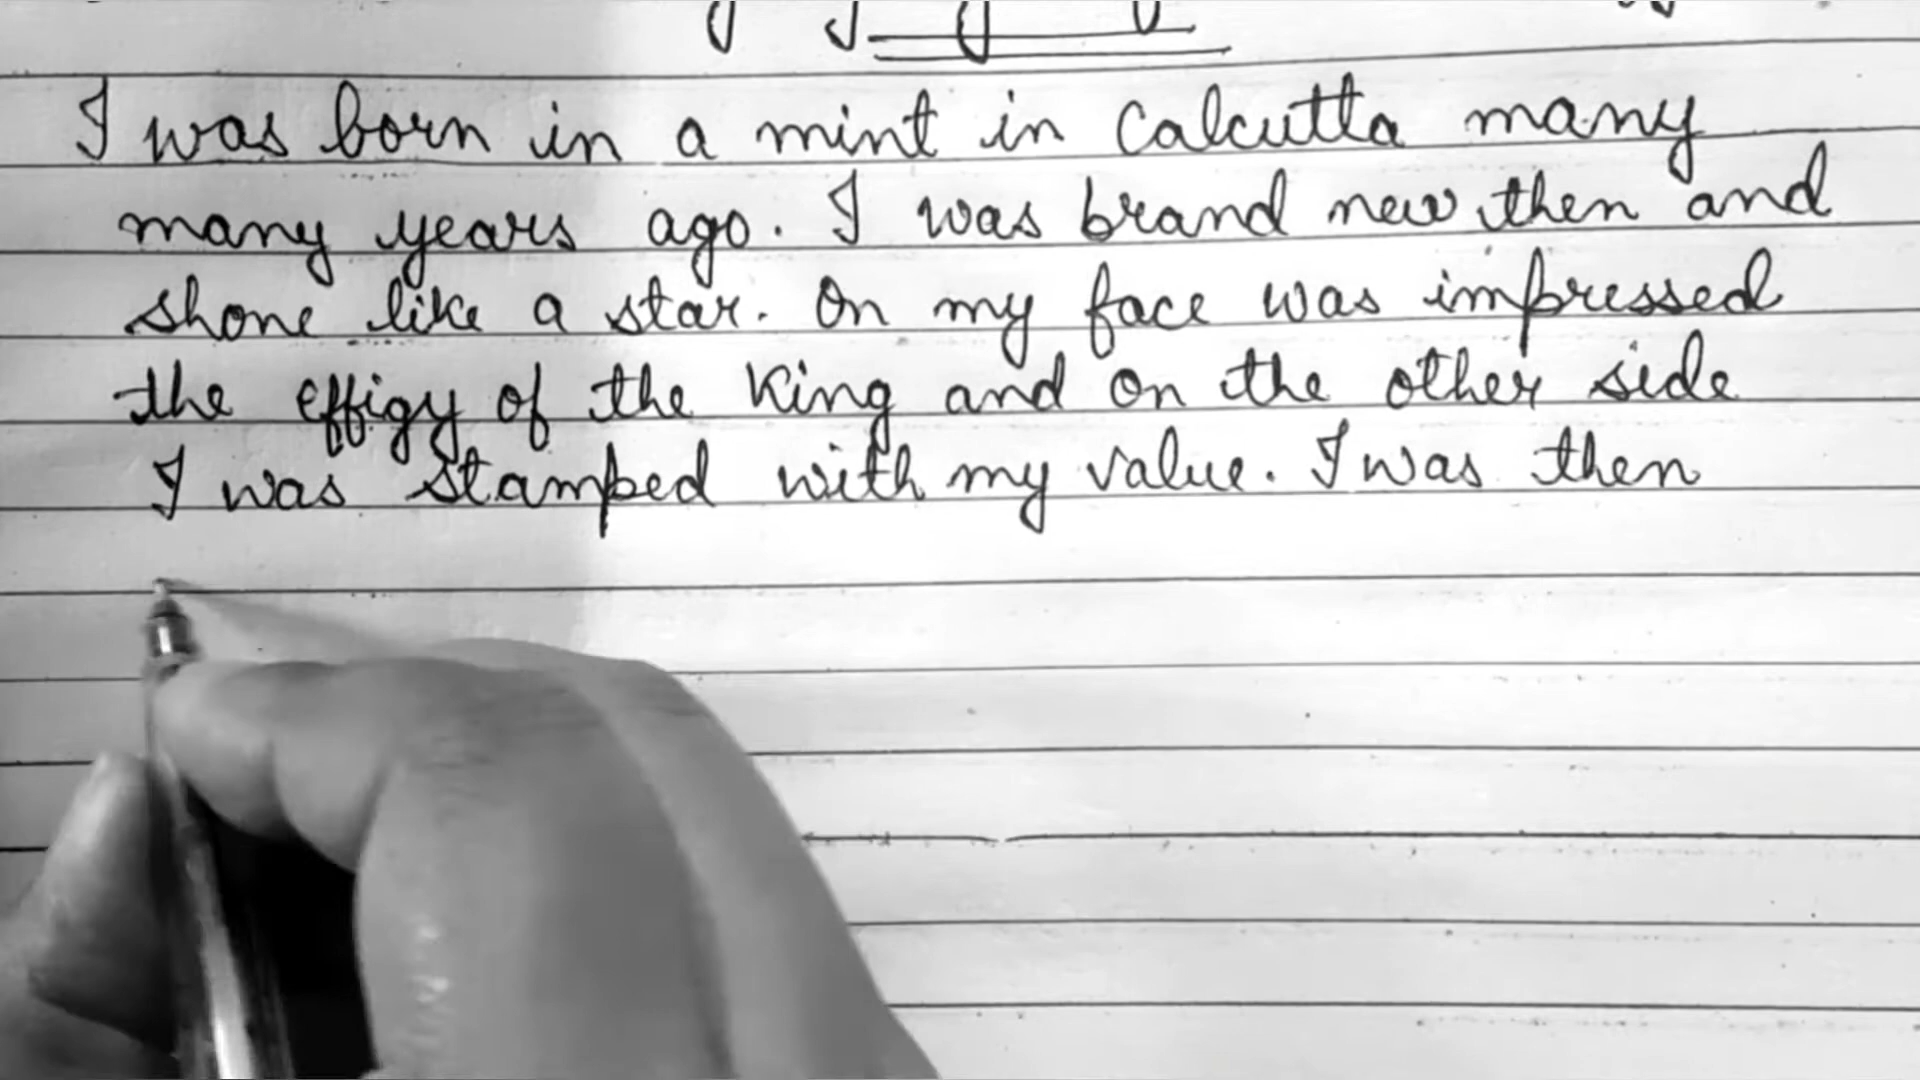 I was born in a mint in Calcutta many
many years ago. I was brand new then and
shone like a star. On my face was impressed
the effigy of the King and on the other side
I was stamped with my value. I was then